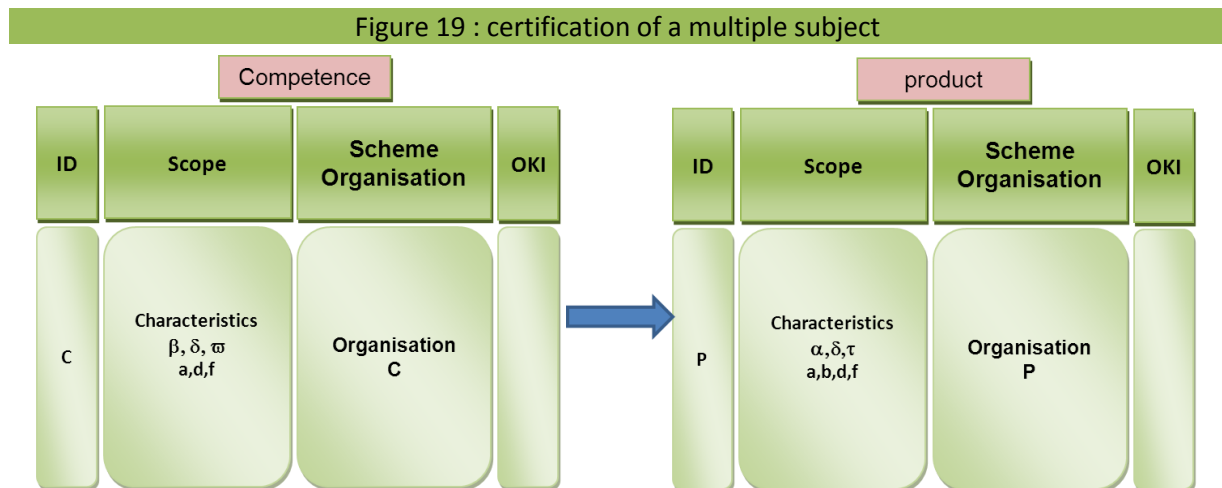 Figure 19 : certification of a multiple subject
Competence
ID
Scope
Scheme
Organisation
OKI
C
Characteristics
β, δ, ϖ
a,d,f
Organisation
C
product
ID
Scope
Scheme
Organisation
OKI
P
Characteristics
α,δ,τ
a,b,d,f
Organisation
P